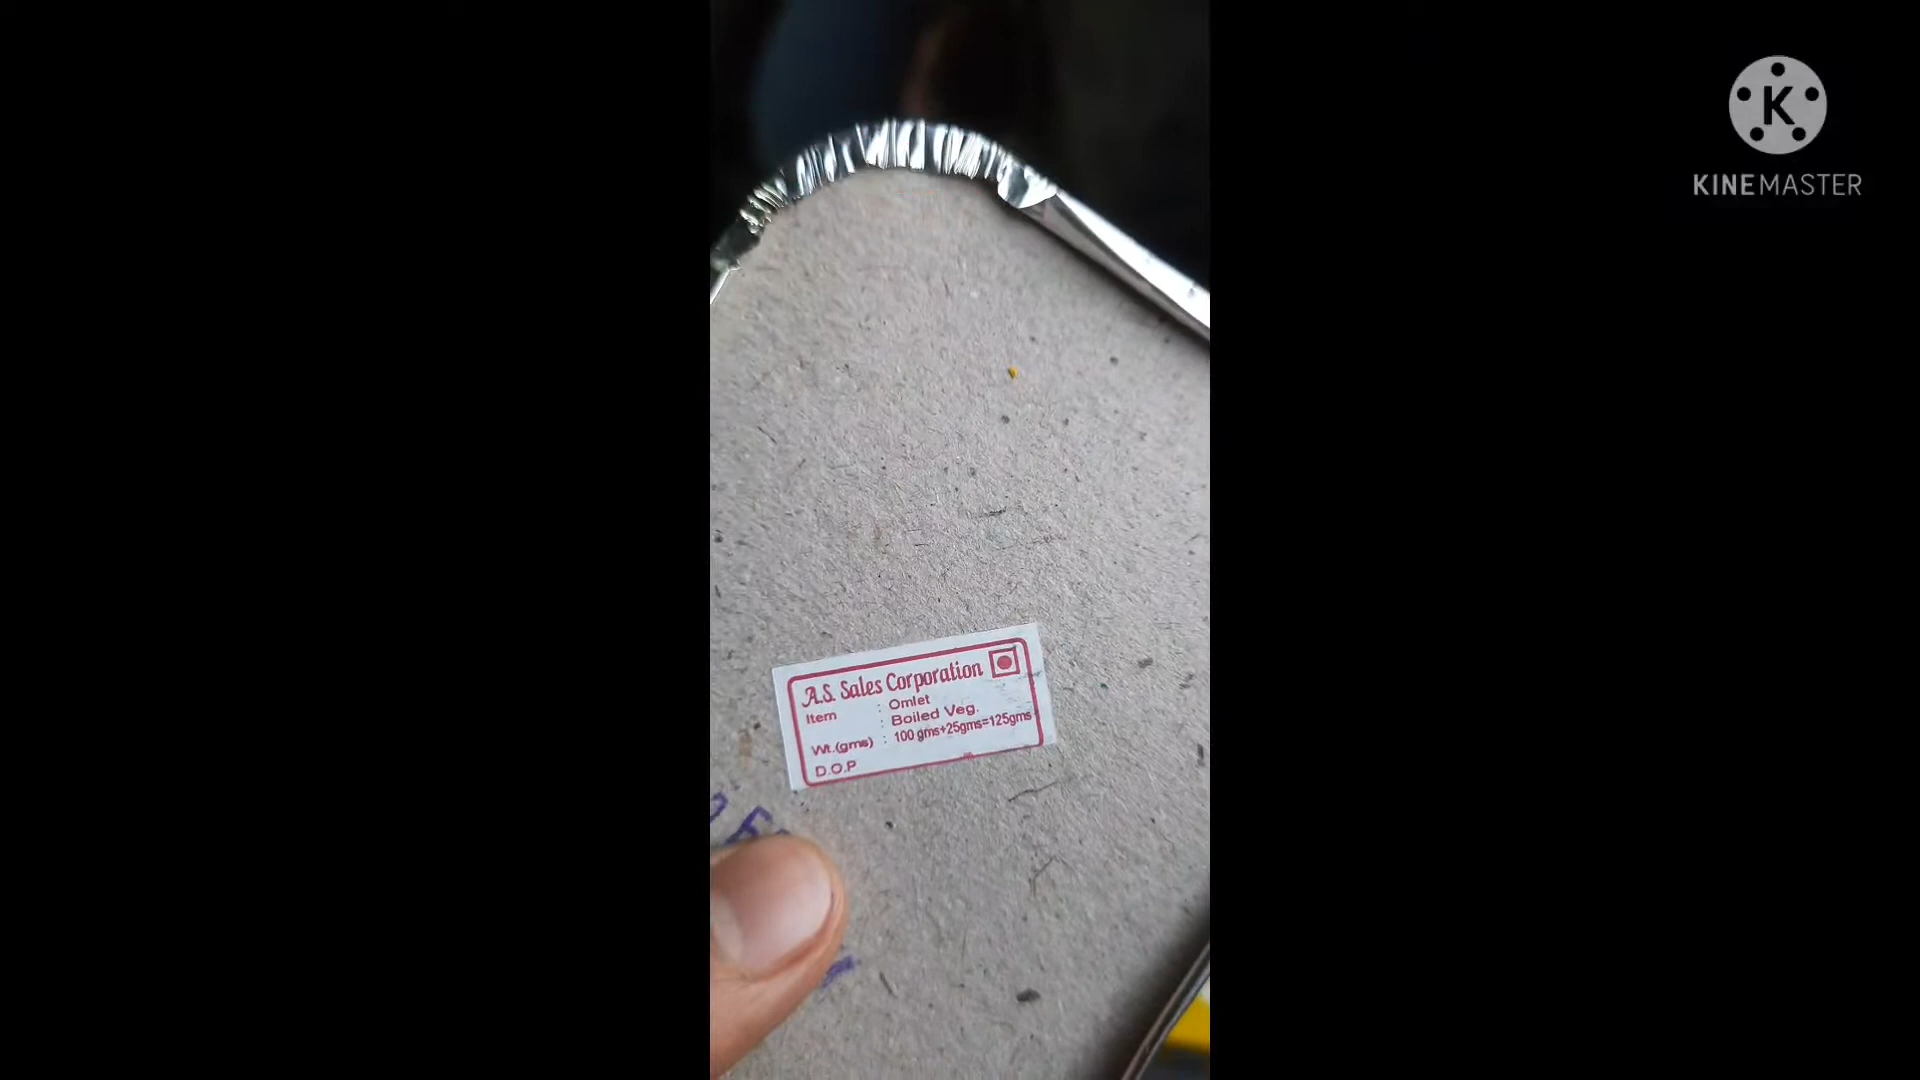 KINEMASTER
A.S. Sales Corporation
Item : Omlet
: Boiled Veg.
Wt.(gms) : 100 gms+25gms=125gms
D.O.P